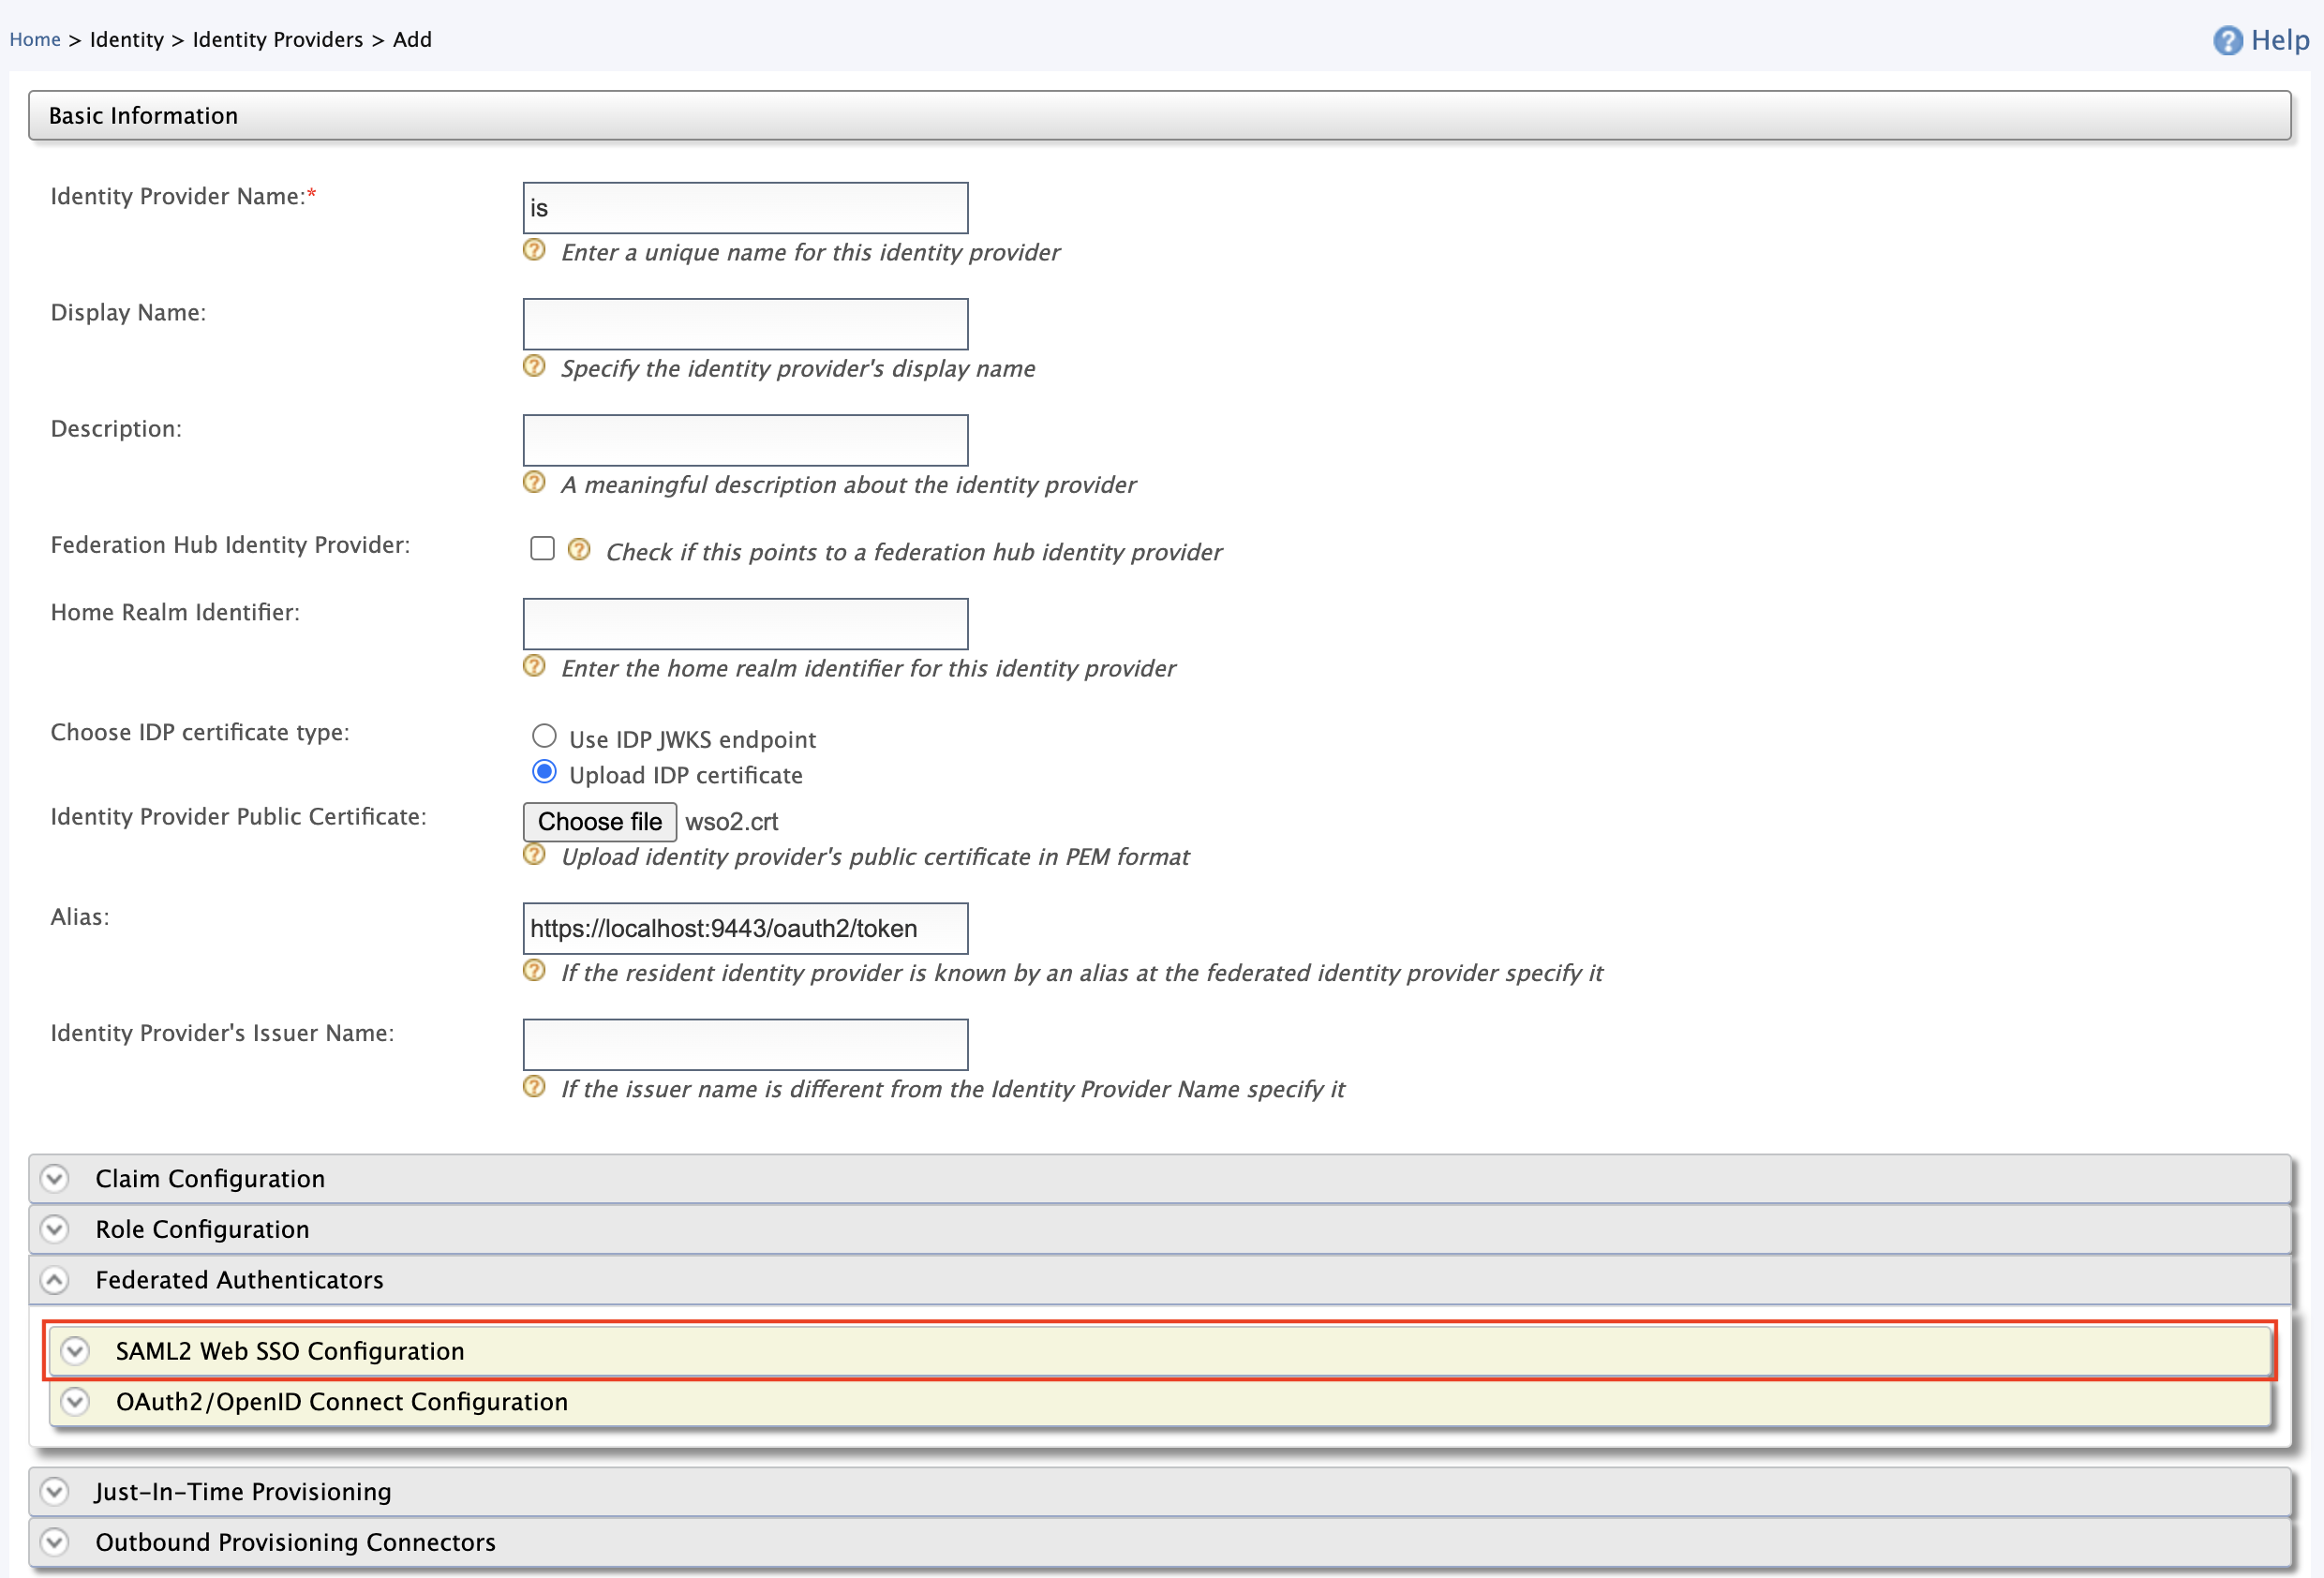 Home > Identity > Identity Providers > Add
? Help
Basic Information
Identity Provider Name:*
is
? Enter a unique name for this identity provider
Display Name:
? Specify the identity provider's display name
Description:
? A meaningful description about the identity provider
Federation Hub Identity Provider:
? Check if this points to a federation hub identity provider
Home Realm Identifier:
? Enter the home realm identifier for this identity provider
Choose IDP certificate type:
Use IDP JWKS endpoint
Upload IDP certificate
Identity Provider Public Certificate:
Choose file wso2.crt
? Upload identity provider's public certificate in PEM format
Alias:
https://localhost:9443/oauth2/token
? If the resident identity provider is known by an alias at the federated identity provider specify it
Identity Provider's Issuer Name:
? If the issuer name is different from the Identity Provider Name specify it
Claim Configuration
Role Configuration
Federated Authenticators
SAML2 Web SSO Configuration
OAuth2/OpenID Connect Configuration
Just-In-Time Provisioning
Outbound Provisioning Connectors